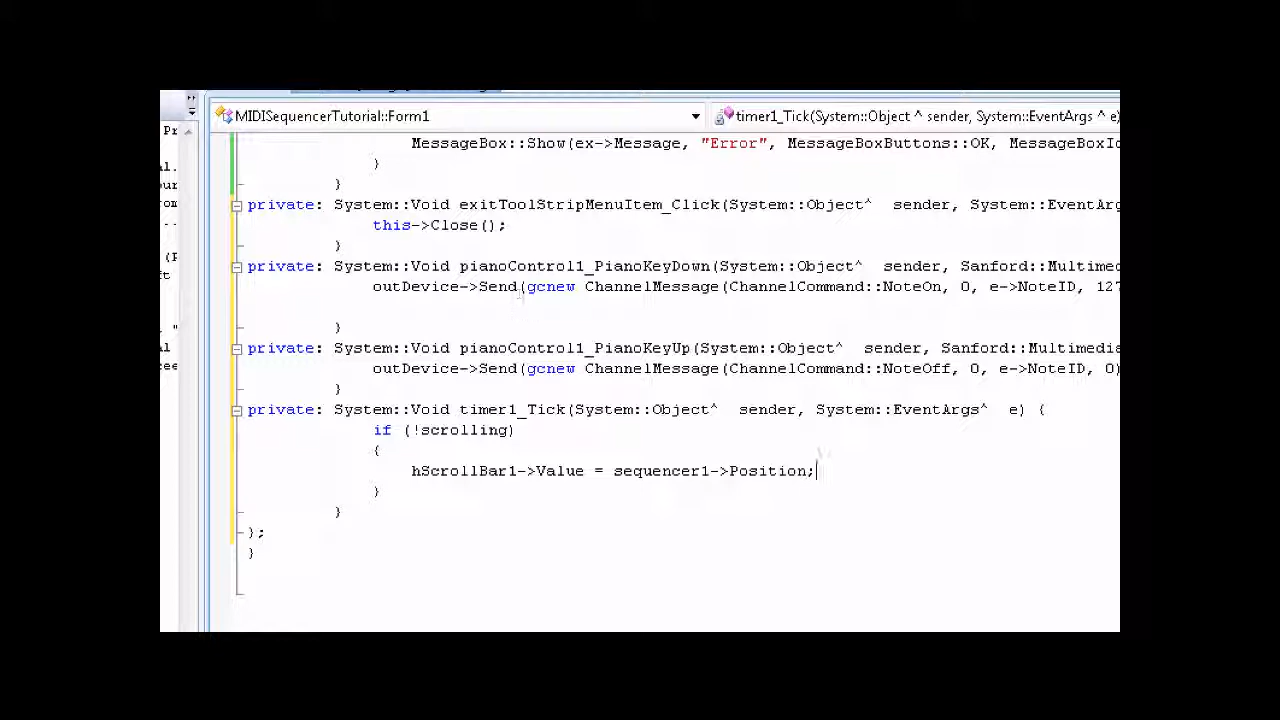 MIDISequencerTutorial::Form1
timer1_Tick(System::Object ^ sender, System::EventArgs ^ e)
MessageBox::Show(ex->Message, "Error", MessageBoxButtons::OK, MessageBoxIc
}
}
private: System::Void exitToolStripMenuItem_Click(System::Object^  sender, System::EventArg
this->Close();
}
private: System::Void pianoControl1_PianoKeyDown(System::Object^  sender, Sanford::Multimed
outDevice->Send(gcnew ChannelMessage(ChannelCommand::NoteOn, 0, e->NoteID, 127
}
private: System::Void pianoControl1_PianoKeyUp(System::Object^  sender, Sanford::Multimedia
outDevice->Send(gcnew ChannelMessage(ChannelCommand::NoteOff, 0, e->NoteID, 0)
}
private: System::Void timer1_Tick(System::Object^  sender, System::EventArgs^  e) {
if (!scrolling)
{
hScrollBar1->Value = sequencer1->Position;
}
}
};
}